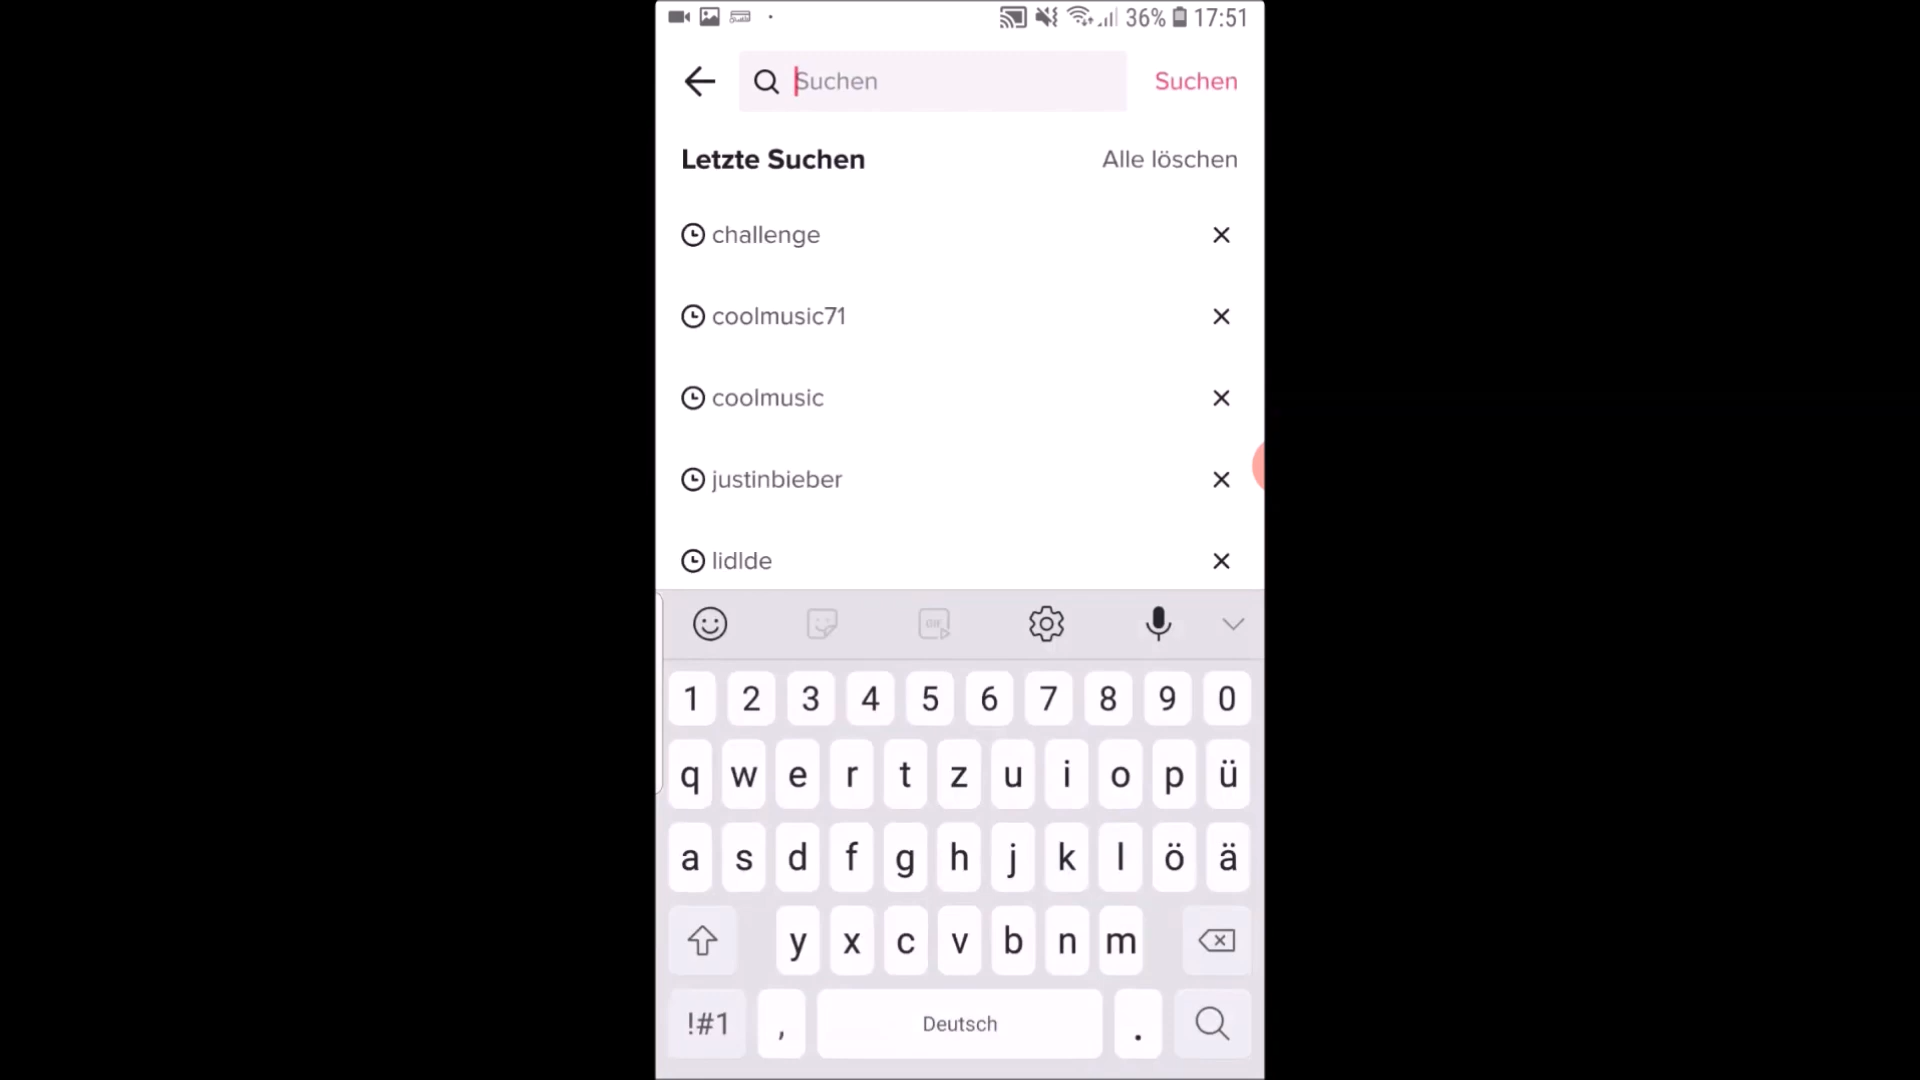 36% 17:51
Suchen Suchen
Letzte Suchen Alle löschen
challenge
coolmusic71
coolmusic
justinbieber
lidlde
GIF
1 2 3 4 5 6 7 8 9 0
q w e r t z u i o p ü
a s d f g h j k l ö ä
y x c v b n m
!#1 , Deutsch .